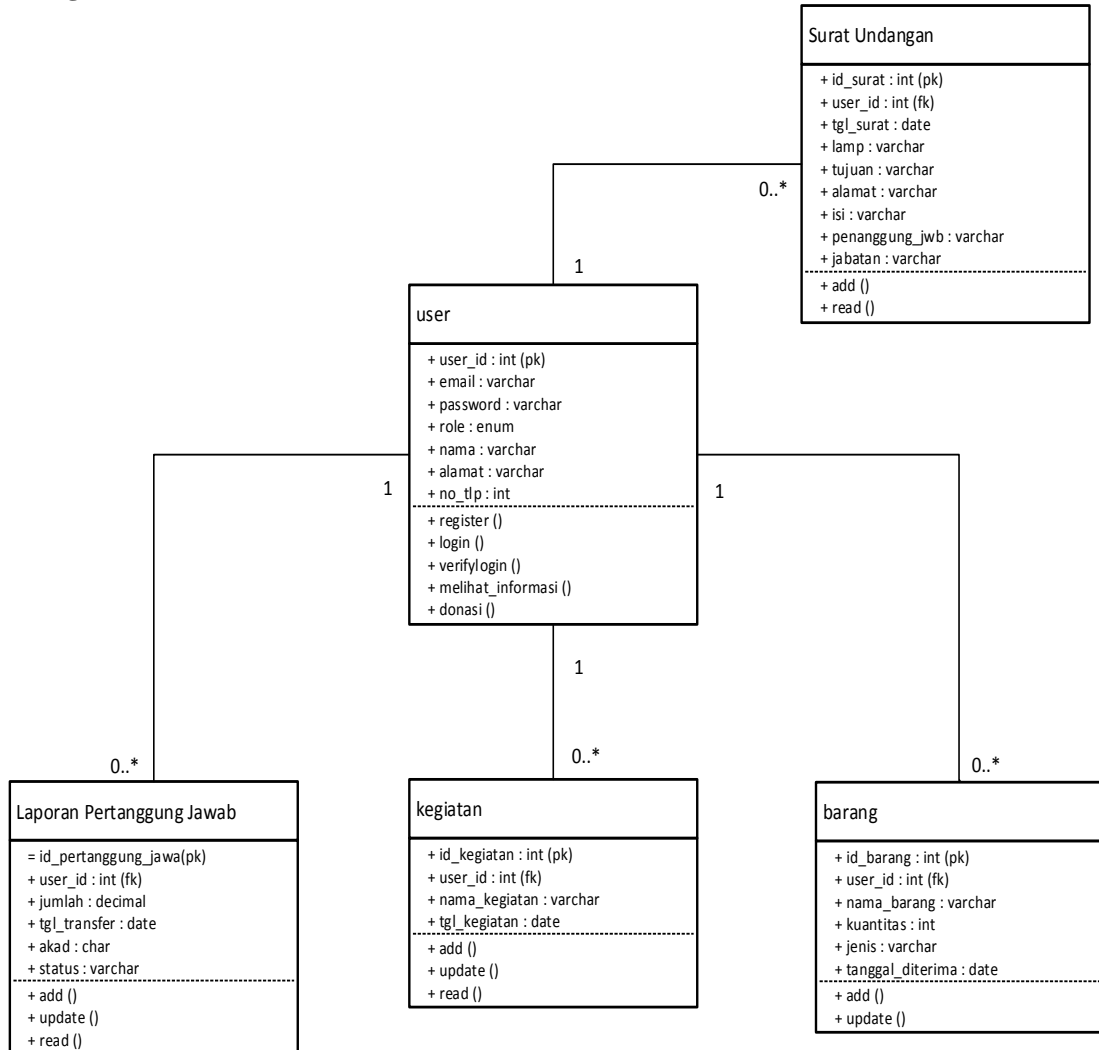 Surat Undangan
+ id_surat : int (pk)
+ user_id : int (fk)
+ tgl_surat : date
+ lamp : varchar
+ tujuan : varchar
+ alamat : varchar
+ isi : varchar
+ penanggung_jwb : varchar
+ jabatan : varchar
+ add ()
+ read ()
0..*
1
user
+ user_id : int (pk)
+ email : varchar
+ password : varchar
+ role : enum
+ nama : varchar
+ alamat : varchar
+ no_tlp : int
+ register ()
+ login ()
+ verifylogin ()
+ melihat_informasi ()
+ donasi ()
1
1
1
0..*
0..*
0..*
Laporan Pertanggung Jawab
= id_pertanggung_jawa(pk)
+ user_id : int (fk)
+ jumlah : decimal
+ tgl_transfer : date
+ akad : char
+ status : varchar
+ add ()
+ update ()
+ read ()
kegiatan
+ id_kegiatan : int (pk)
+ user_id : int (fk)
+ nama_kegiatan : varchar
+ tgl_kegiatan : date
+ add ()
+ update ()
+ read ()
barang
+ id_barang : int (pk)
+ user_id : int (fk)
+ nama_barang : varchar
+ kuantitas : int
+ jenis : varchar
+ tanggal_diterima : date
+ add ()
+ update ()